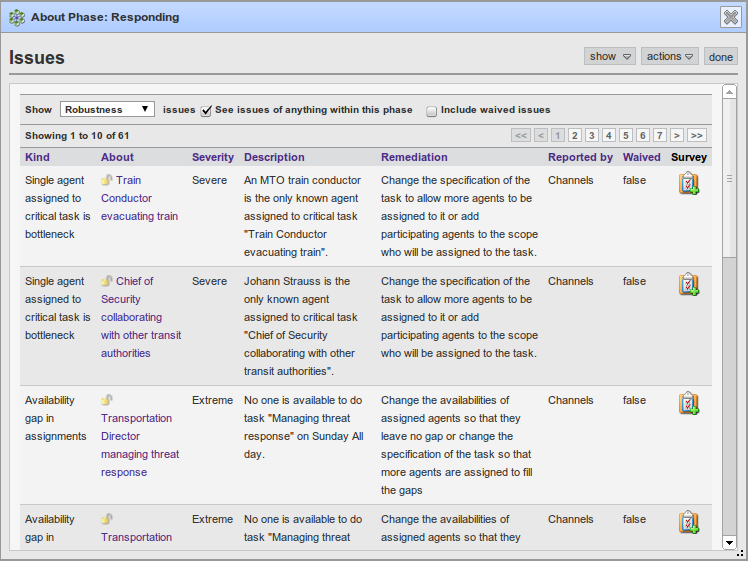 About Phase: Responding
Issues
show actions done
Show Robustness issues See issues of anything within this phase Include waived issues
Showing 1 to 10 of 61 << < 1 2 3 4 5 6 7 > >>
Kind About Severity Description Remediation Reported by Waived Survey
Single agent Train Severe An MTO train conductor Change the specification of the Channels false
assigned to Conductor is the only known agent task to allow more agents to be
critical task is evacuating train assigned to critical task assigned to it or add
bottleneck "Train Conductor participating agents to the scope
evacuating train". who will be assigned to the task.
Single agent Chief of Severe Johann Strauss is the Change the specification of the Channels false
assigned to Security only known agent task to allow more agents to be
critical task is collaborating assigned to critical task assigned to it or add
bottleneck with other transit "Chief of Security participating agents to the scope
authorities collaborating with other who will be assigned to the task.
transit authorities".
Availability Extreme No one is available to do Change the availabilities of Channels false
gap in Transportation task "Managing threat assigned agents so that they
assignments Director response" on Sunday All leave no gap or change the
managing threat day. specification of the task so that
response more agents are assigned to fill
the gaps
Availability Extreme No one is available to do Change the availabilities of Channels false
gap in Transportation task "Managing threat assigned agents so that they